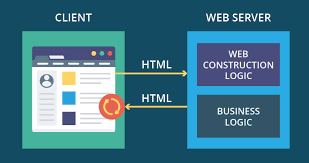 CLIENT
WEB SERVER
HTML
WEB
CONSTRUCTION
LOGIC
HTML
BUSINESS
LOGIC